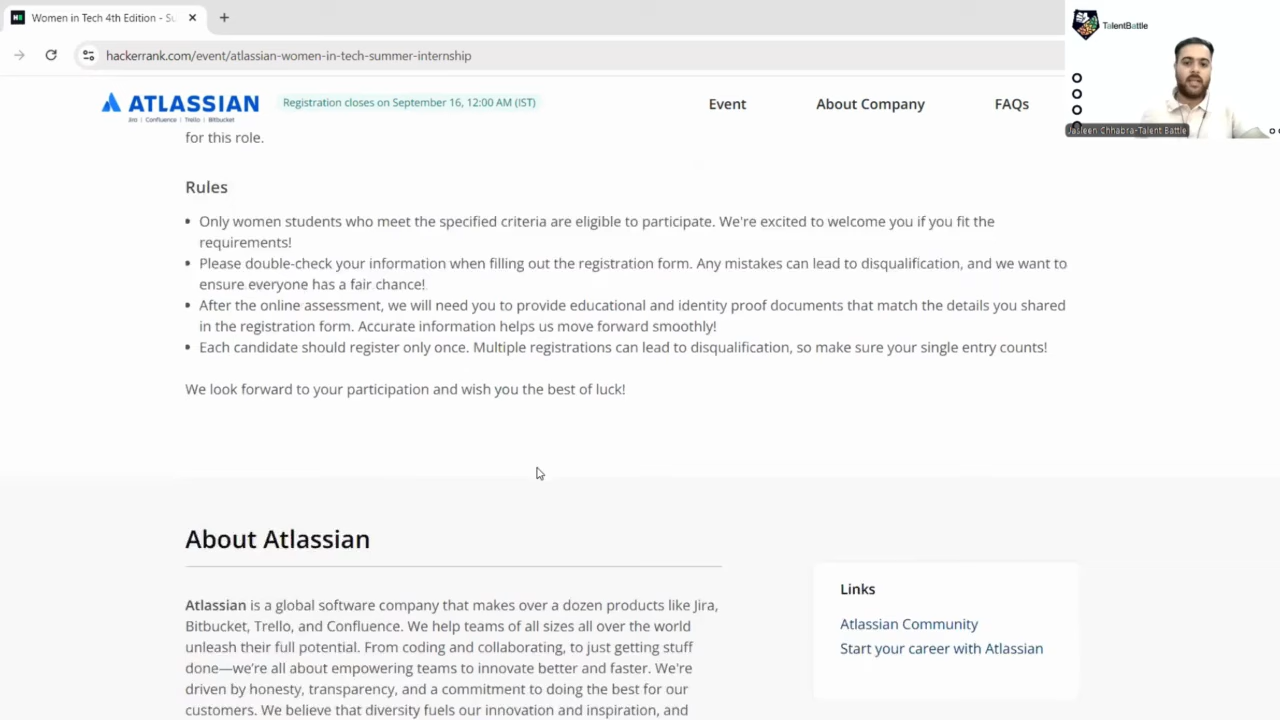 Women in Tech 4th Edition - Su
hackerrank.com/event/atlassian-women-in-tech-summer-internship
TalentBattle
Jasleen Chhabra-Talent Battle
ATLASSIAN
Jira | Confluence | Trello | Bitbucket
Registration closes on September 16, 12:00 AM (IST)
Event
About Company
FAQs
for this role.
Rules
• Only women students who meet the specified criteria are eligible to participate. We're excited to welcome you if you fit the
requirements!
• Please double-check your information when filling out the registration form. Any mistakes can lead to disqualification, and we want to
ensure everyone has a fair chance!
• After the online assessment, we will need you to provide educational and identity proof documents that match the details you shared
in the registration form. Accurate information helps us move forward smoothly!
• Each candidate should register only once. Multiple registrations can lead to disqualification, so make sure your single entry counts!
We look forward to your participation and wish you the best of luck!
About Atlassian
Atlassian is a global software company that makes over a dozen products like Jira,
Bitbucket, Trello, and Confluence. We help teams of all sizes all over the world
unleash their full potential. From coding and collaborating, to just getting stuff
done—we're all about empowering teams to innovate better and faster. We're
driven by honesty, transparency, and a commitment to doing the best for our
customers. We believe that diversity fuels our innovation and inspiration, and
Links
Atlassian Community
Start your career with Atlassian